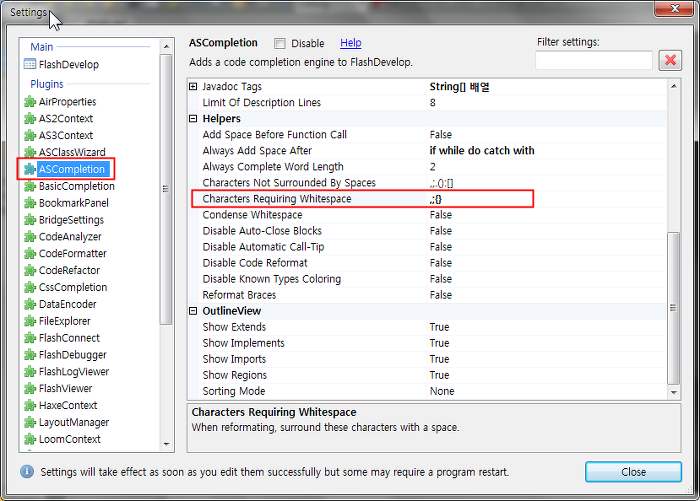 Settings
Main
FlashDevelop
Plugins
AirProperties
AS2Context
AS3Context
ASClassWizard
ASCompletion
BasicCompletion
BookmarkPanel
BridgeSettings
CodeAnalyzer
CodeFormatter
CodeRefactor
CssCompletion
DataEncoder
FileExplorer
FlashConnect
FlashDebugger
FlashLogViewer
FlashViewer
HaxeContext
LayoutManager
LoomContext
ASCompletion Disable Help Filter settings:
Adds a code completion engine to FlashDevelop.
Javadoc Tags String[] 배열
Limit Of Description Lines 8
Helpers
Add Space Before Function Call False
Always Add Space After if while do catch with
Always Complete Word Length 2
Characters Not Surrounded By Spaces ,;:():[]
Characters Requiring Whitespace ,;{}
Condense Whitespace False
Disable Auto-Close Blocks False
Disable Automatic Call-Tip False
Disable Code Reformat False
Disable Known Types Coloring False
Reformat Braces False
OutlineView
Show Extends True
Show Implements True
Show Imports True
Show Regions True
Sorting Mode None
Characters Requiring Whitespace
When reformating, surround these characters with a space.
Settings will take effect as soon as you edit them successfully but some may require a program restart.
Close